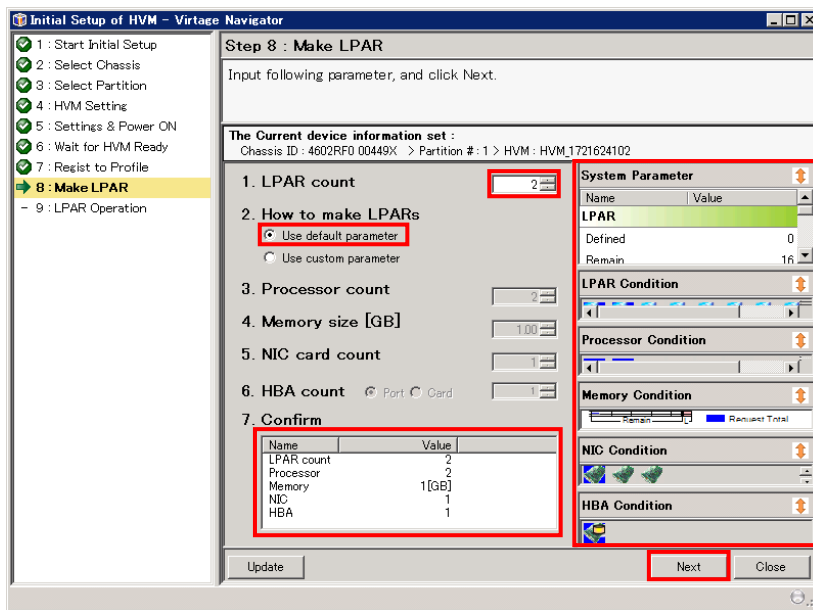 Initial Setup of HVM - Virtage Navigator
1 : Start Initial Setup
2 : Select Chassis
3 : Select Partition
4 : HVM Setting
5 : Settings & Power ON
6 : Wait for HVM Ready
7 : Regist to Profile
8 : Make LPAR
- 9 : LPAR Operation
Step 8 : Make LPAR
Input following parameter, and click Next.
The Current device information set :
Chassis ID : 4602RF0 00449X > Partition # : 1 > HVM : HVM_1721624102
1. LPAR count
2
2. How to make LPARs
Use default parameter
Use custom parameter
3. Processor count
2
4. Memory size [GB]
1.00
5. NIC card count
1
6. HBA count Port Card 1
7. Confirm
Name Value
LPAR count 2
Processor 2
Memory 1[GB]
NIC 1
HBA 1
System Parameter
Name Value
LPAR
Defined 0
Remain 16
LPAR Condition
Processor Condition
Memory Condition
Remain Request Total
NIC Condition
HBA Condition
Update Next Close